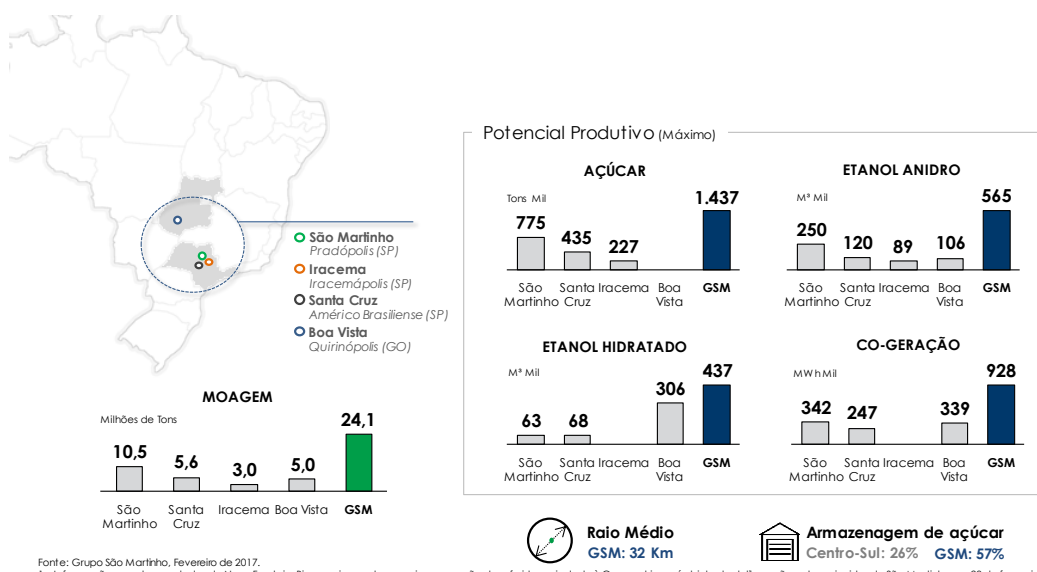 Potencial Produtivo (Máximo)
AÇÚCAR
Tons Mil
775
435
227
1.437
São Martinho
Santa Cruz
Iracema
Boa Vista
GSM
ETANOL ANIDRO
M³ Mil
250
120
89
106
565
São Martinho
Santa Cruz
Iracema
Boa Vista
GSM
São Martinho
Pradópolis (SP)
Iracema
Iracemápolis (SP)
Santa Cruz
Américo Brasiliense (SP)
Boa Vista
Quirinópolis (GO)
ETANOL HIDRATADO
M³ Mil
63
68
306
437
São Martinho
Santa Cruz
Iracema
Boa Vista
GSM
CO-GERAÇÃO
MWh Mil
342
247
339
928
São Martinho
Santa Cruz
Iracema
Boa Vista
GSM
MOAGEM
Milhões de Tons
10,5
5,6
3,0
5,0
24,1
São Martinho
Santa Cruz
Iracema
Boa Vista
GSM
Raio Médio
GSM: 32 Km
Armazenagem de açúcar
Centro-Sul: 26% GSM: 57%
Fonte: Grupo São Martinho, Fevereiro de 2017.